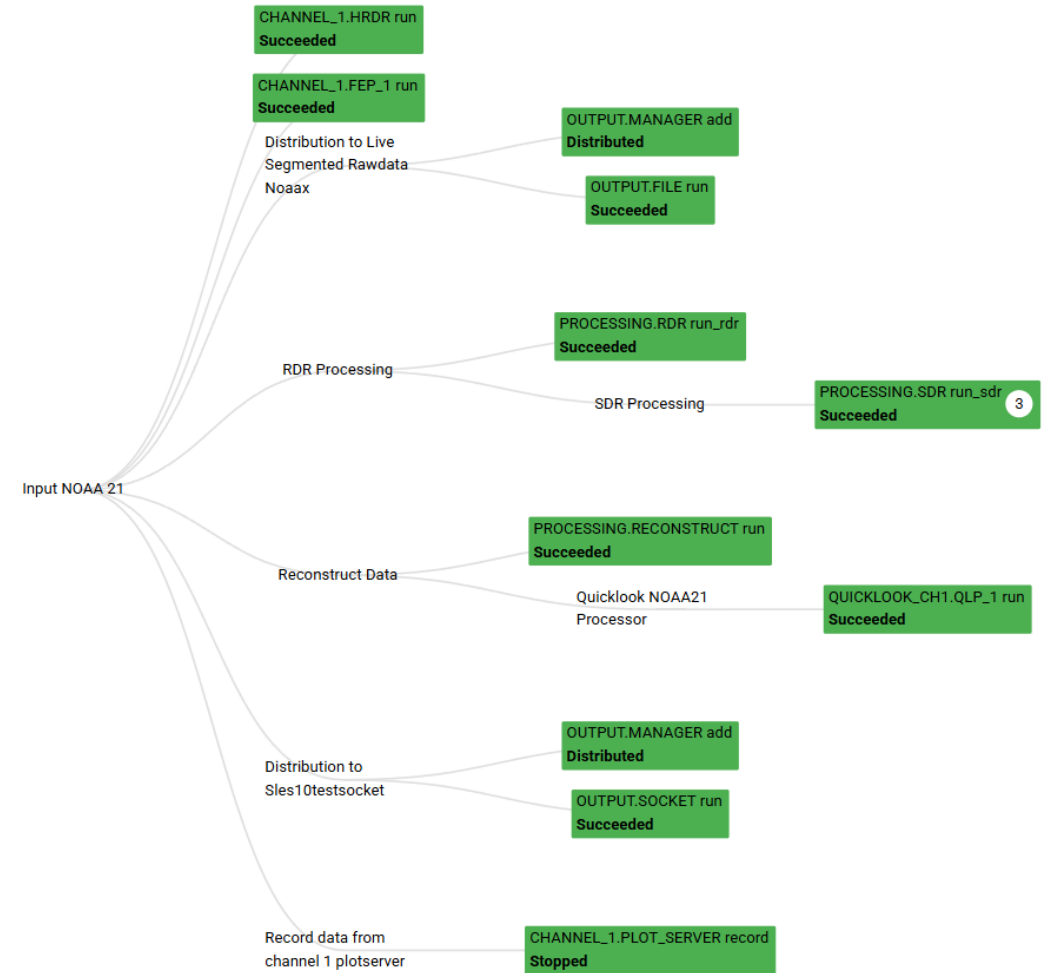 CHANNEL_1.HRDR run
Succeeded
CHANNEL_1.FEP_1 run
Succeeded
Distribution to Live
Segmented Rawdata
Noaax
OUTPUT.MANAGER add
Distributed
OUTPUT.FILE run
Succeeded
RDR Processing
PROCESSING.RDR run_rdr
Succeeded
SDR Processing
PROCESSING.SDR run_sdr
3
Succeeded
Input NOAA 21
Reconstruct Data
PROCESSING.RECONSTRUCT run
Succeeded
Quicklook NOAA21
Processor
QUICKLOOK_CH1.QLP_1 run
Succeeded
Distribution to
Sles10testsocket
OUTPUT.MANAGER add
Distributed
OUTPUT.SOCKET run
Succeeded
Record data from
channel 1 plotserver
CHANNEL_1.PLOT_SERVER record
Stopped